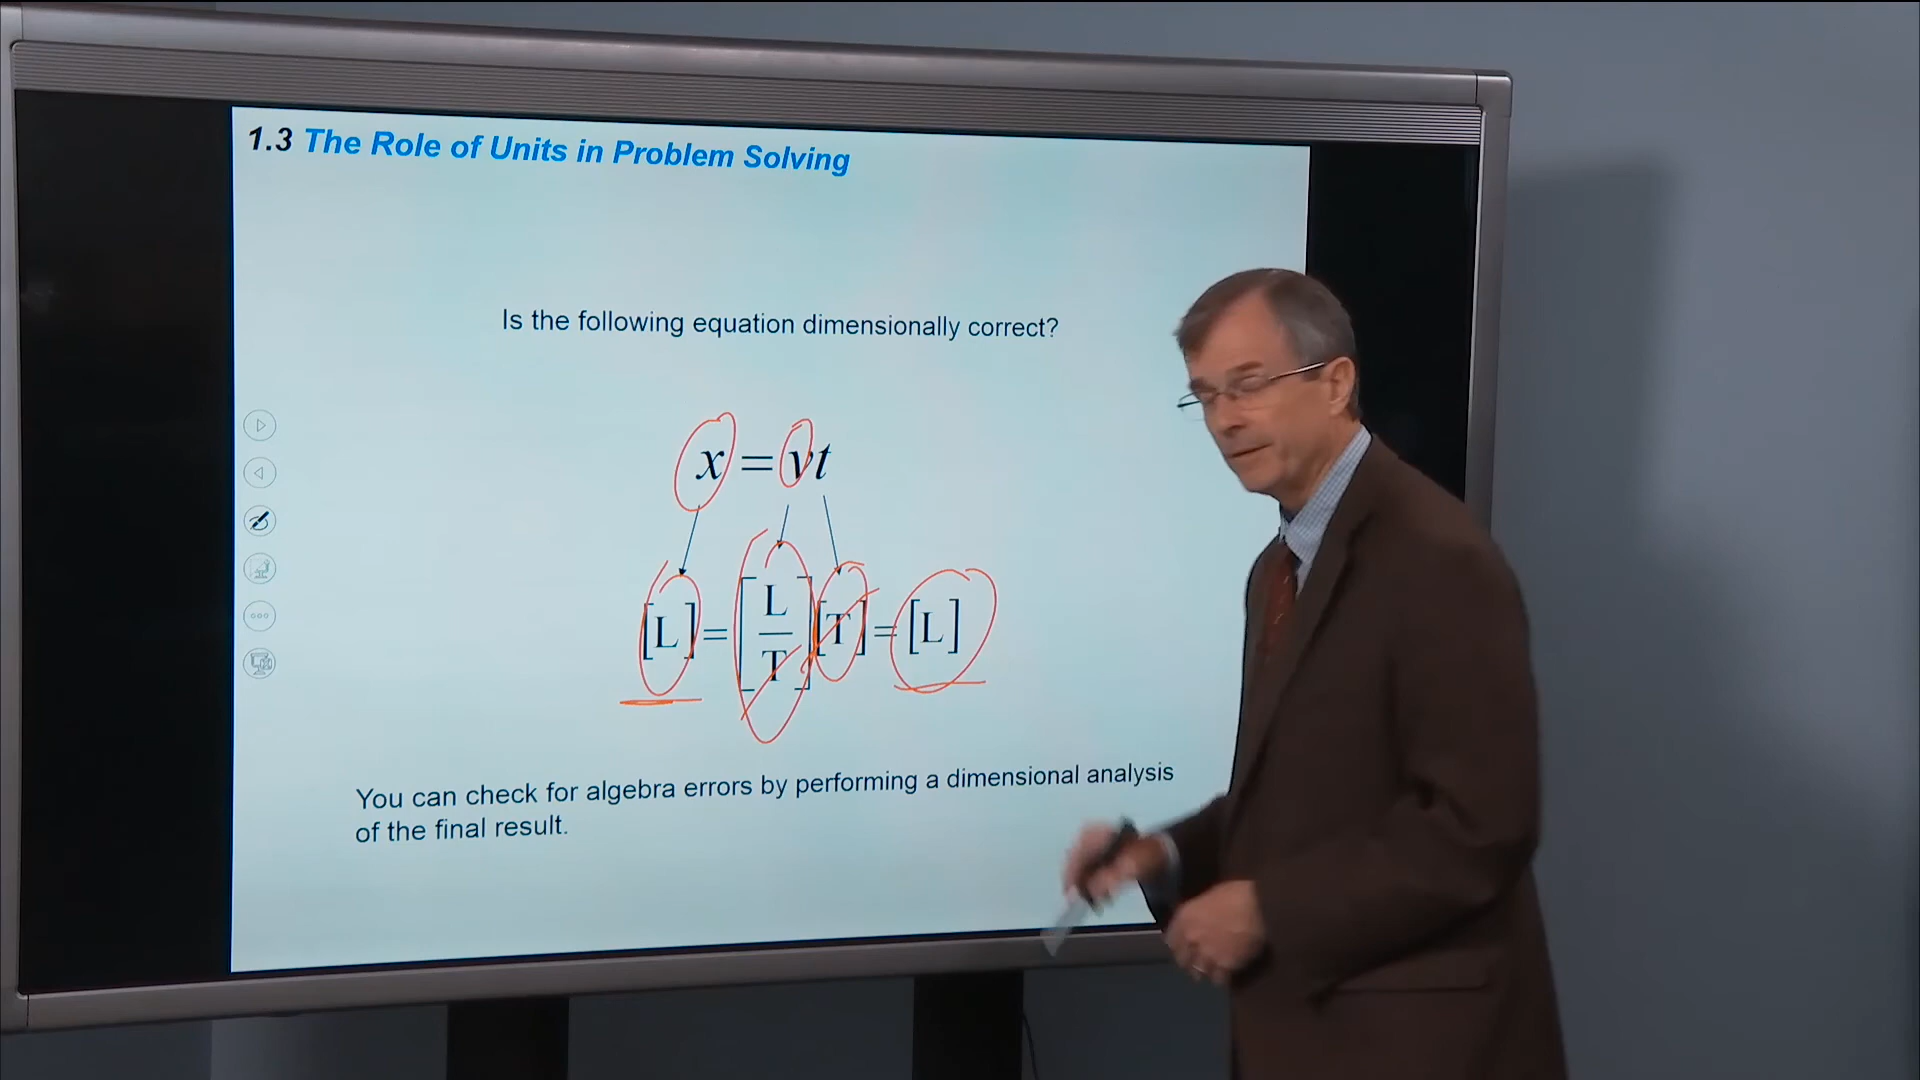 1.3 The Role of Units in Problem Solving
Is the following equation dimensionally correct?
x = vt
[L] = [L/T][T] = [L]
You can check for algebra errors by performing a dimensional analysis
of the final result.